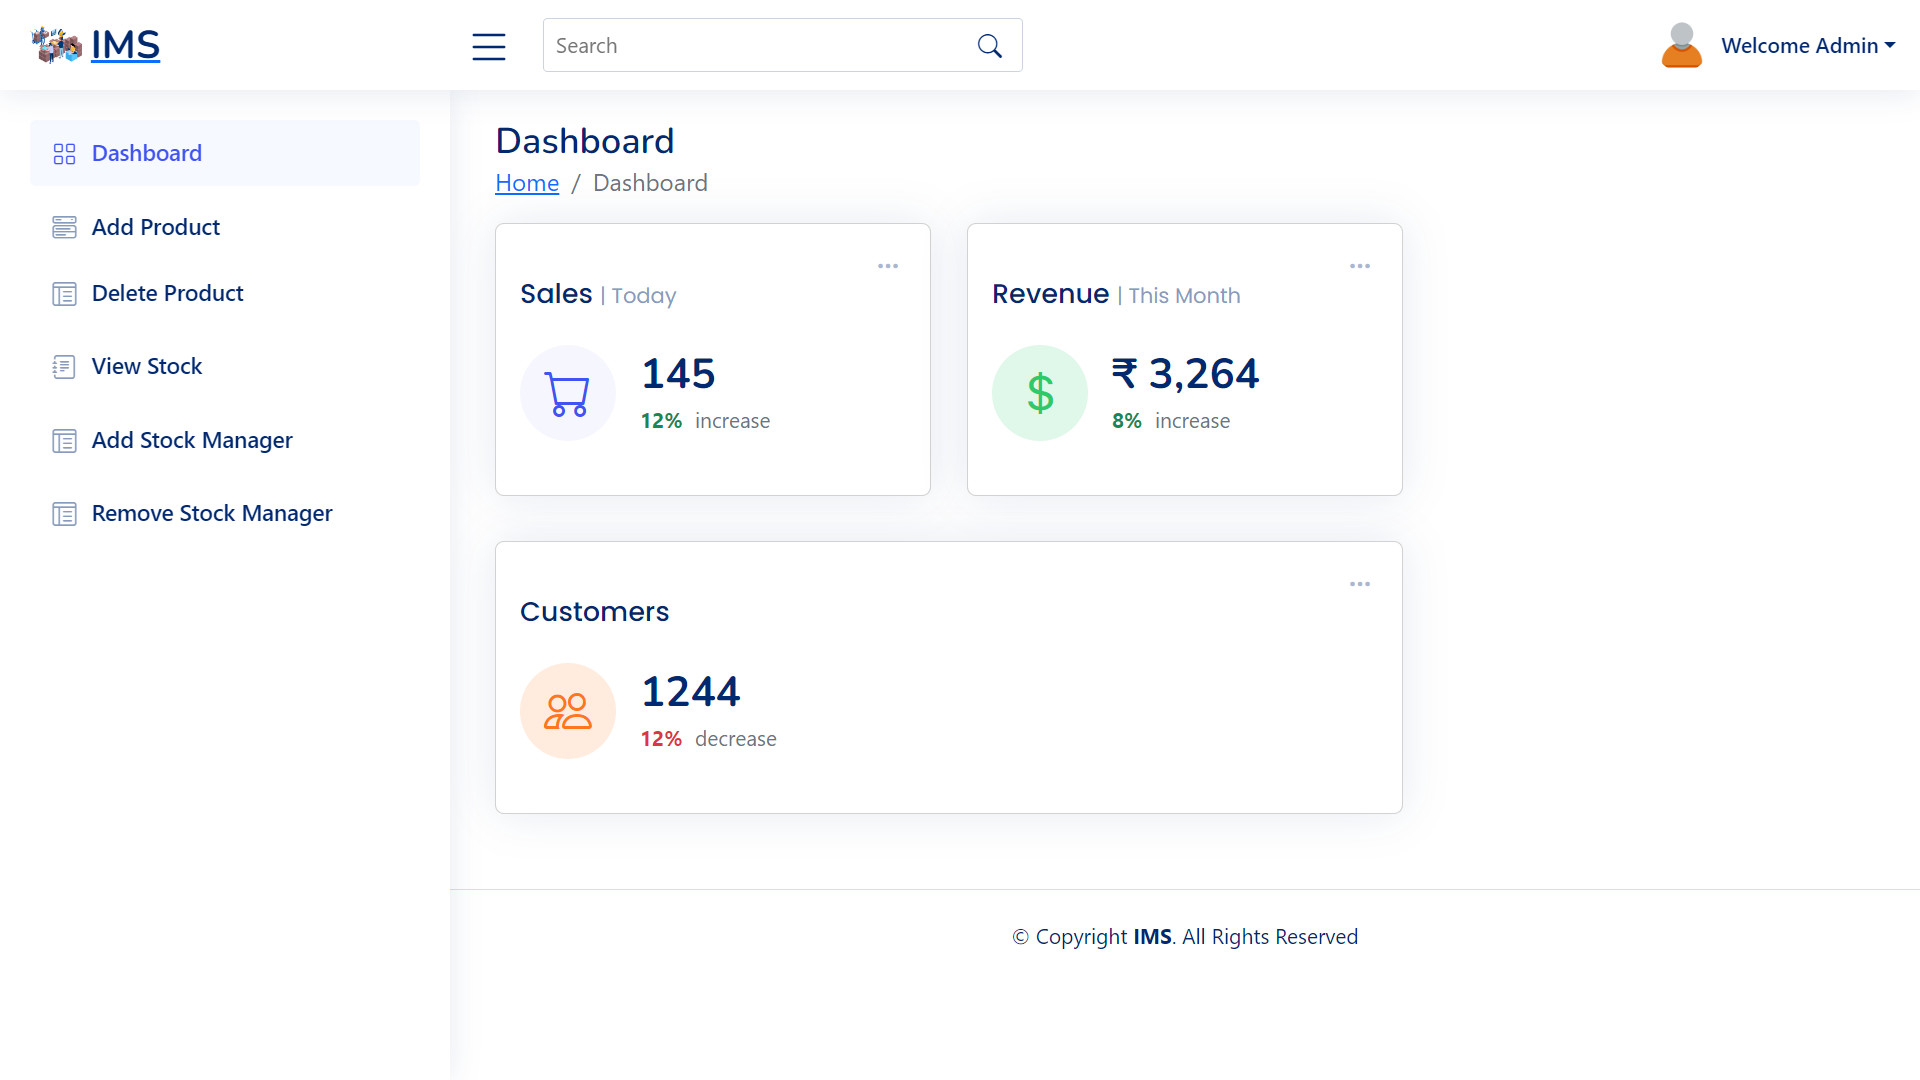 IMS
Search
Welcome Admin
Dashboard
Add Product
Delete Product
View Stock
Add Stock Manager
Remove Stock Manager
Dashboard
Home / Dashboard
Sales | Today
145
12% increase
Revenue | This Month
$
₹ 3,264
8% increase
Customers
1244
12% decrease
© Copyright IMS. All Rights Reserved